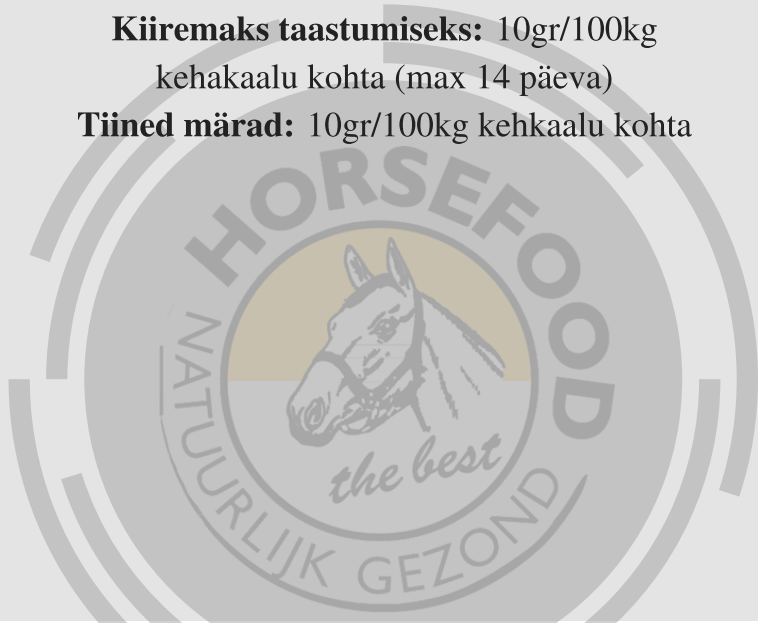 Kiiremaks taastumiseks: 10gr/100kg
kehakaalu kohta (max 14 päeva)
Tiined märad: 10gr/100kg kehkaalu kohta
HORSEFOOD
the best
NATUURLIJK GEZOND